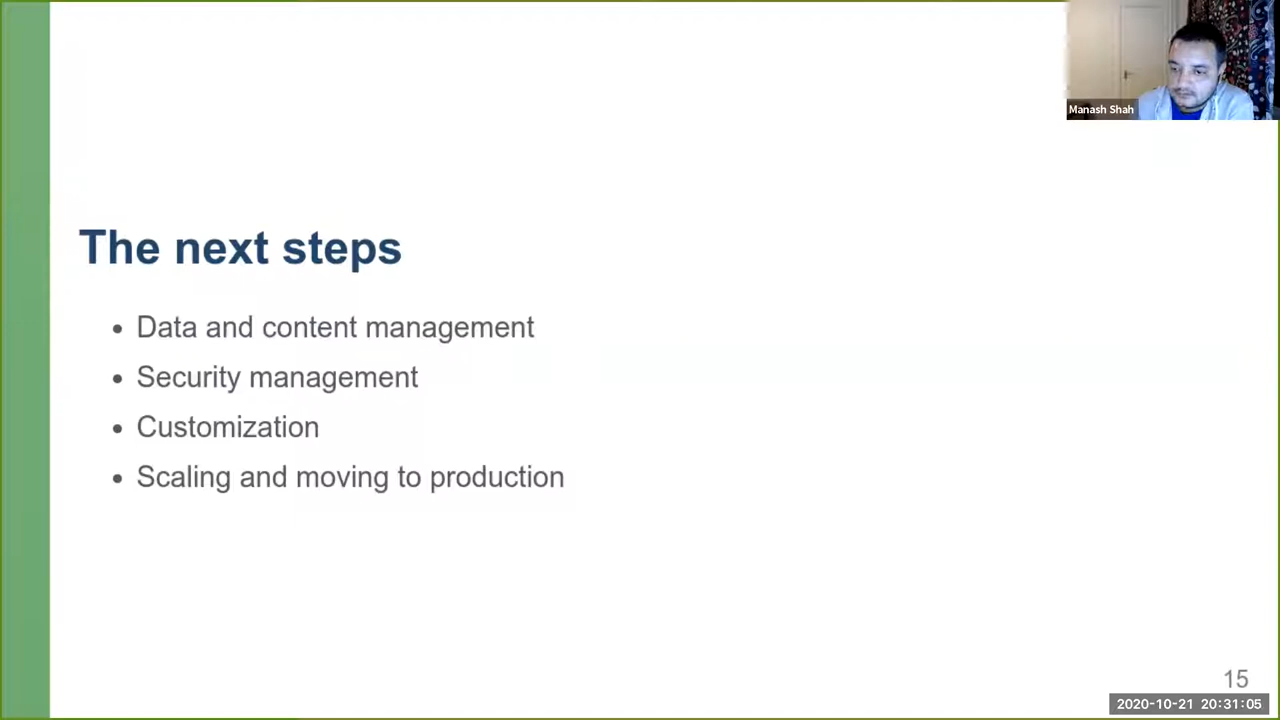 Manash Shah
The next steps
• Data and content management
• Security management
• Customization
• Scaling and moving to production
15
2020-10-21 20:31:05